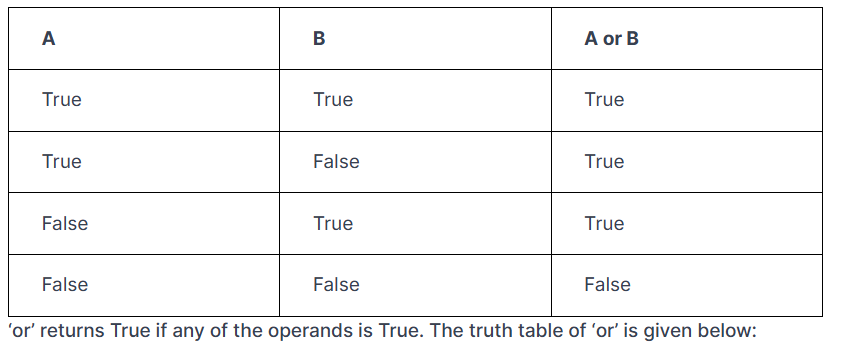 A B A or B
True True True
True False True
False True True
False False False
‘or’ returns True if any of the operands is True. The truth table of ‘or’ is given below: